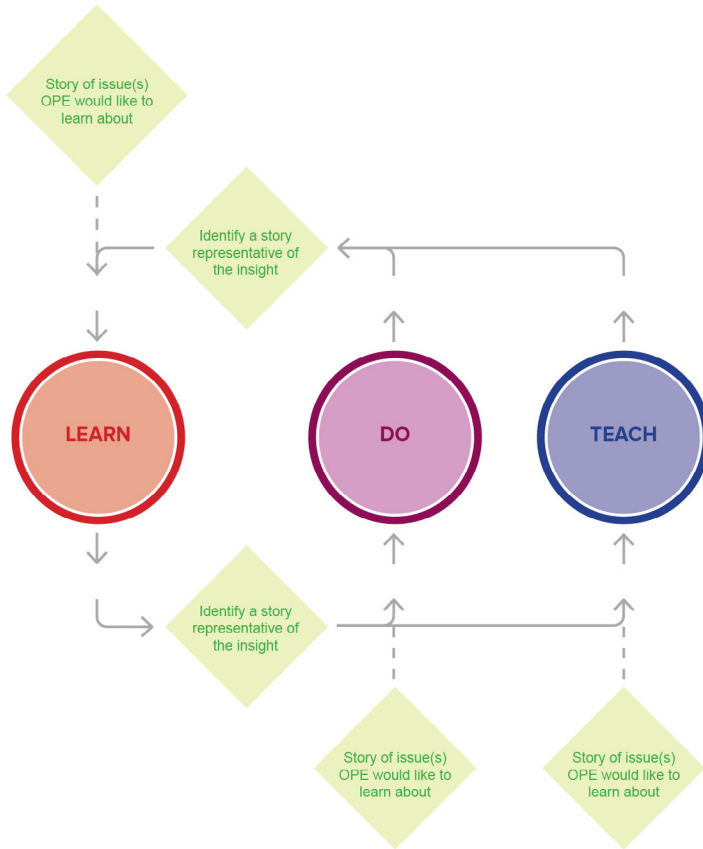 Story of issue(s)
OPE would like to
learn about
Identify a story
representative of
the insight
LEARN
DO
TEACH
Identify a story
representative of
the insight
Story of issue(s)
OPE would like to
learn about
Story of issue(s)
OPE would like to
learn about